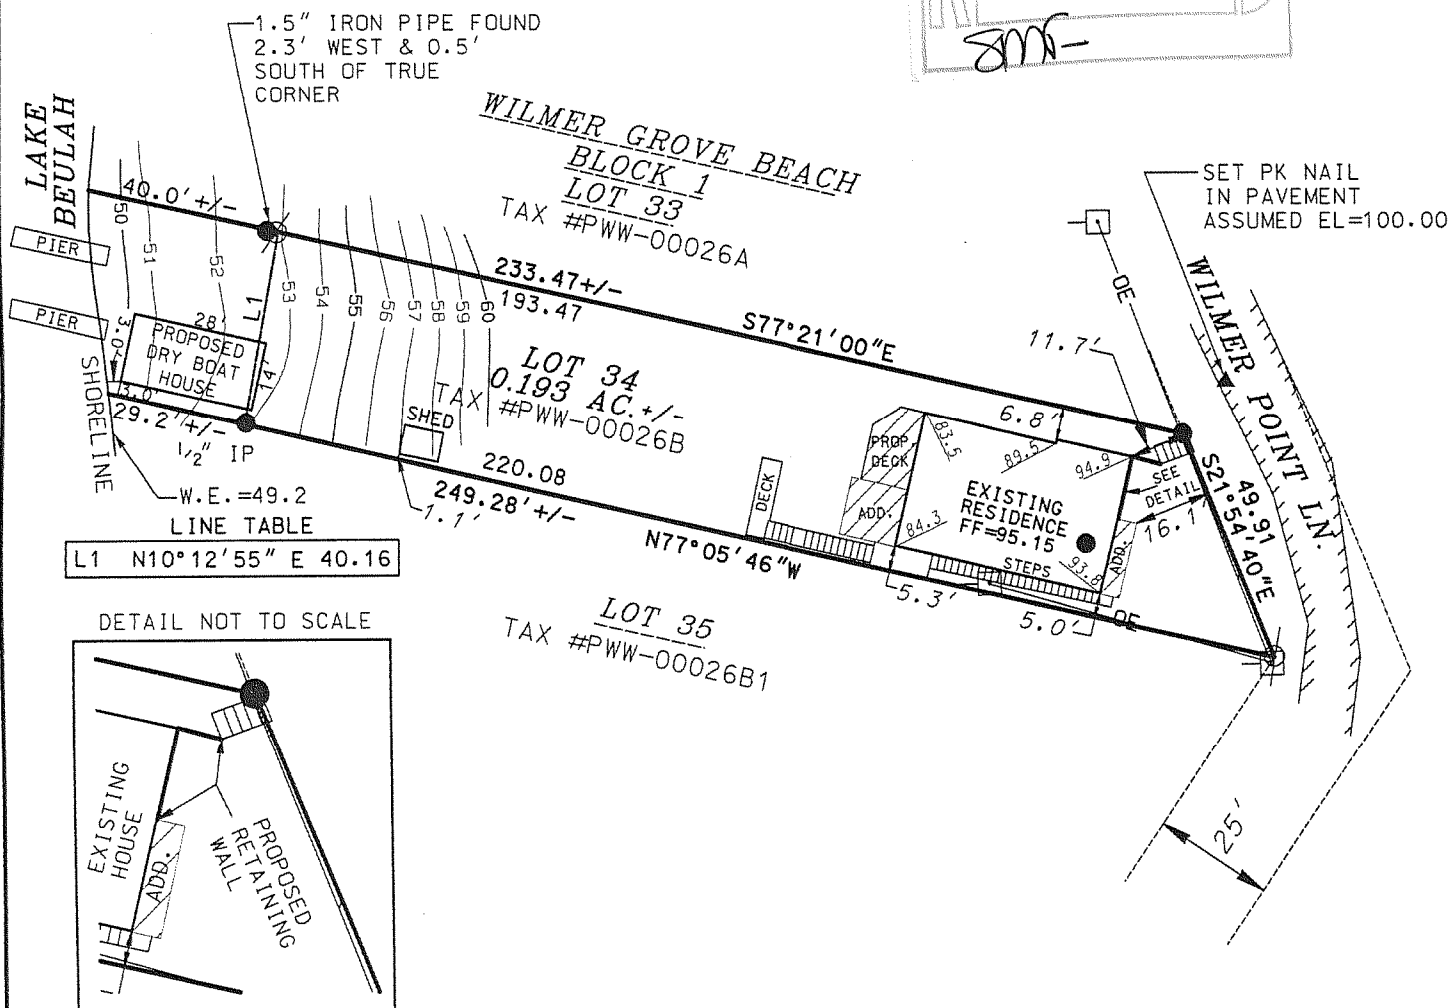 1.5" IRON PIPE FOUND
2.3' WEST & 0.5'
SOUTH OF TRUE
CORNER
LAKE
BEULAH
WILMER GROVE BEACH
BLOCK 1
LOT 33
TAX #PWW-00026A
SET PK NAIL
IN PAVEMENT
ASSUMED EL=100.00
40.0'+/-
PIER
PIER
50
51
52
53
54
55
56
57
58
59
60
L1
233.47+/-
193.47
S77°21'00"E
OE
WILMER POINT LN.
11.7'
28'
14'
3.0'
3.0'
PROPOSED
DRY BOAT
HOUSE
SHORELINE
29.2'+/-
1/2" IP
W.E.=49.2
LOT 34
0.193 AC.+/-
TAX #PWW-00026B
SHED
1.1'
220.08
249.28'+/-
N77°05'46"W
DECK
PROP.
DECK
ADD.
83.5
6.8'
89.5
94.9
84.3
93.8
EXISTING
RESIDENCE
FF=95.15
STEPS
ADD.
SEE
DETAIL
16.1'
49.91
S21°54'40"E
5.3'
5.0'
OE
LINE TABLE
L1 N10°12'55" E 40.16
LOT 35
TAX #PWW-00026B1
25'
DETAIL NOT TO SCALE
EXISTING
HOUSE
ADD.
PROPOSED
RETAINING
WALL